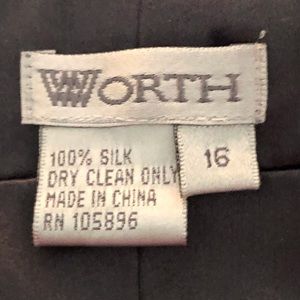 WORTH
100% SILK
DRY CLEAN ONLY
MADE IN CHINA
RN 105896
16